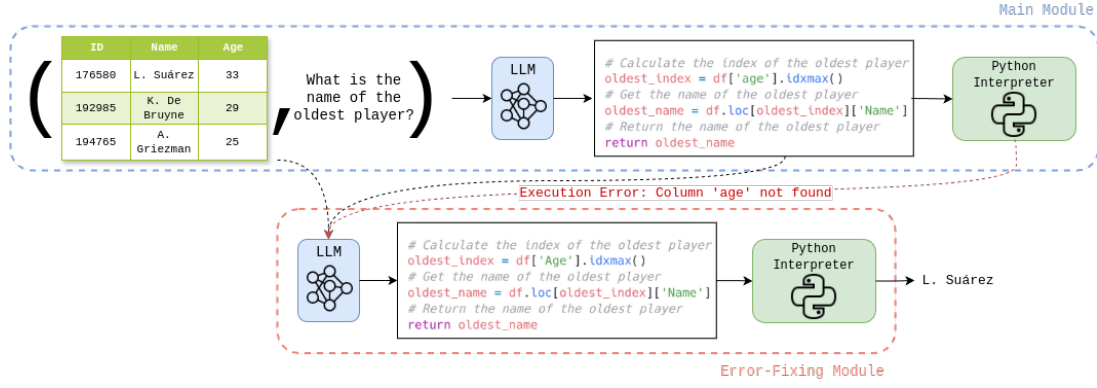 Main Module
ID Name Age
176580 L. Suárez 33
192985 K. De Bruyne 29
194765 A. Griezman 25
( , )
What is the
name of the
oldest player?
LLM
# Calculate the index of the oldest player
oldest_index = df['age'].idxmax()
# Get the name of the oldest player
oldest_name = df.loc[oldest_index]['Name']
# Return the name of the oldest player
return oldest_name
Python
Interpreter
Execution Error: Column 'age' not found
LLM
# Calculate the index of the oldest player
oldest_index = df['Age'].idxmax()
# Get the name of the oldest player
oldest_name = df.loc[oldest_index]['Name']
# Return the name of the oldest player
return oldest_name
Python
Interpreter
L. Suárez
Error-Fixing Module